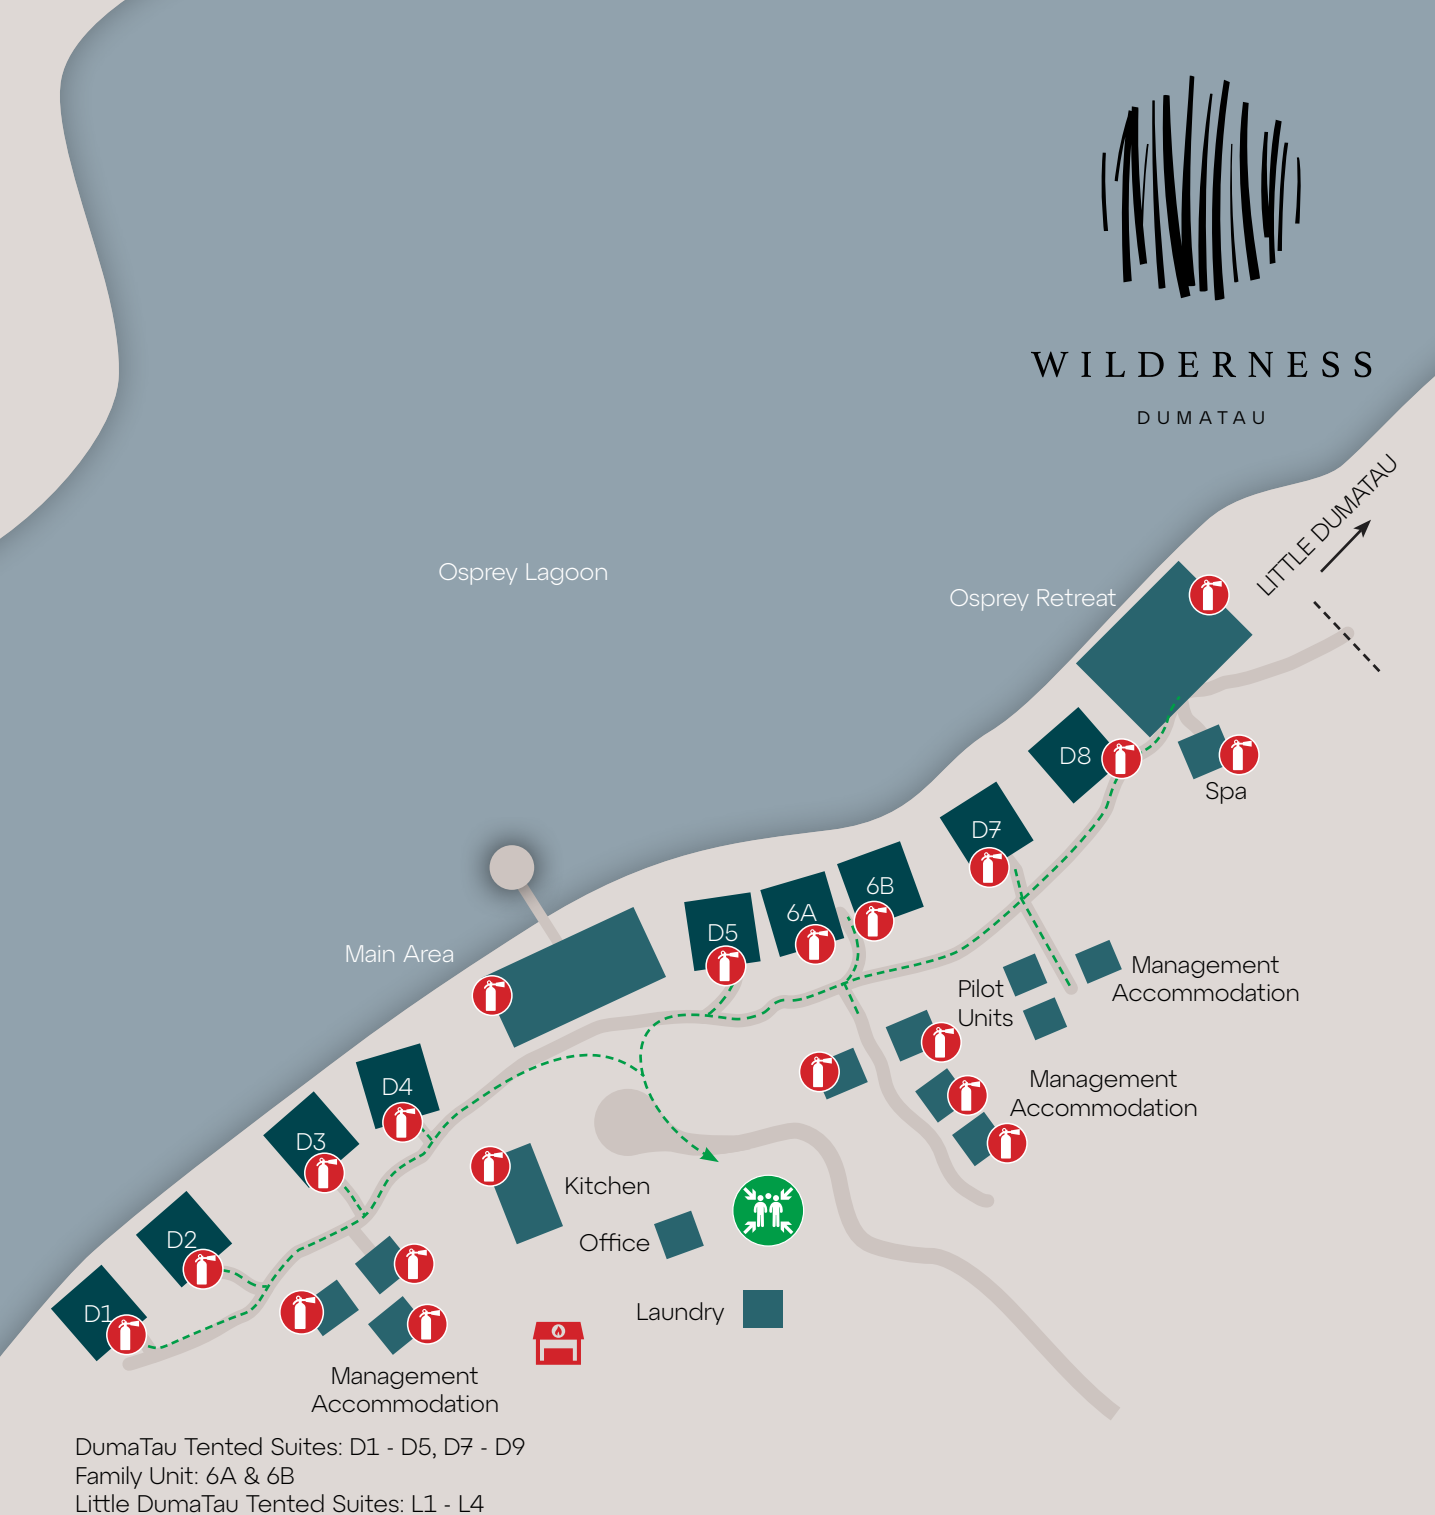 WILDERNESS
DUMATAU
LITTLE DUMATAU
Osprey Lagoon
Osprey Retreat
D8
Spa
D7
6B
6A
D5
Main Area
Pilot
Units
Management
Accommodation
Management
Accommodation
D4
D3
Kitchen
D2
Office
D1
Laundry
Management
Accommodation
DumaTau Tented Suites: D1 - D5, D7 - D9
Family Unit: 6A & 6B
Little DumaTau Tented Suites: L1 - L4